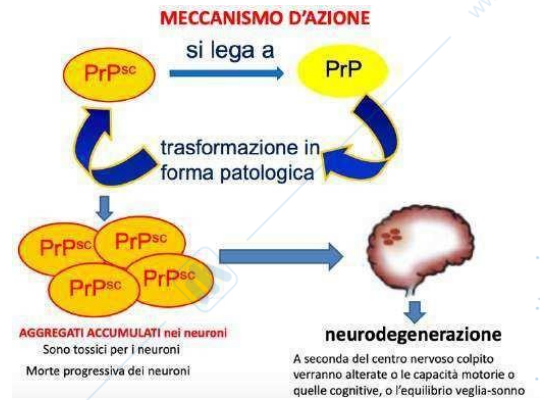 MECCANISMO D'AZIONE
si lega a
PrPsc
PrP
trasformazione in
forma patologica
PrPsc
PrPsc
PrPsc
PrPsc
AGGREGATI ACCUMULATI nei neuroni
Sono tossici per i neuroni
Morte progressiva dei neuroni
neurodegenerazione
A seconda del centro nervoso colpito
verranno alterate o le capacità motorie o
quelle cognitive, o l'equilibrio veglia-sonno